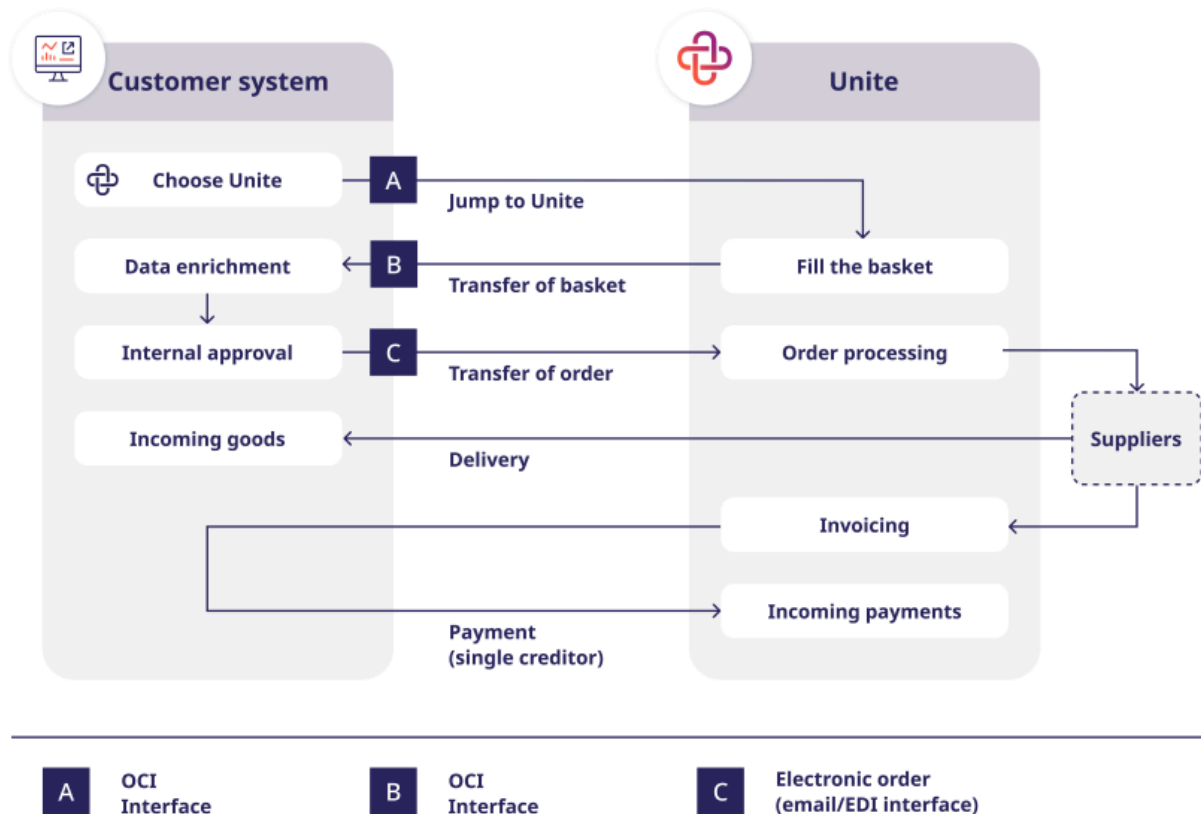 Customer system
Unite
Choose Unite
A
Jump to Unite
Data enrichment
B
Fill the basket
Transfer of basket
Internal approval
C
Order processing
Transfer of order
Incoming goods
Suppliers
Delivery
Invoicing
Incoming payments
Payment
(single creditor)
A
OCI
Interface
B
OCI
Interface
C
Electronic order
(email/EDI interface)